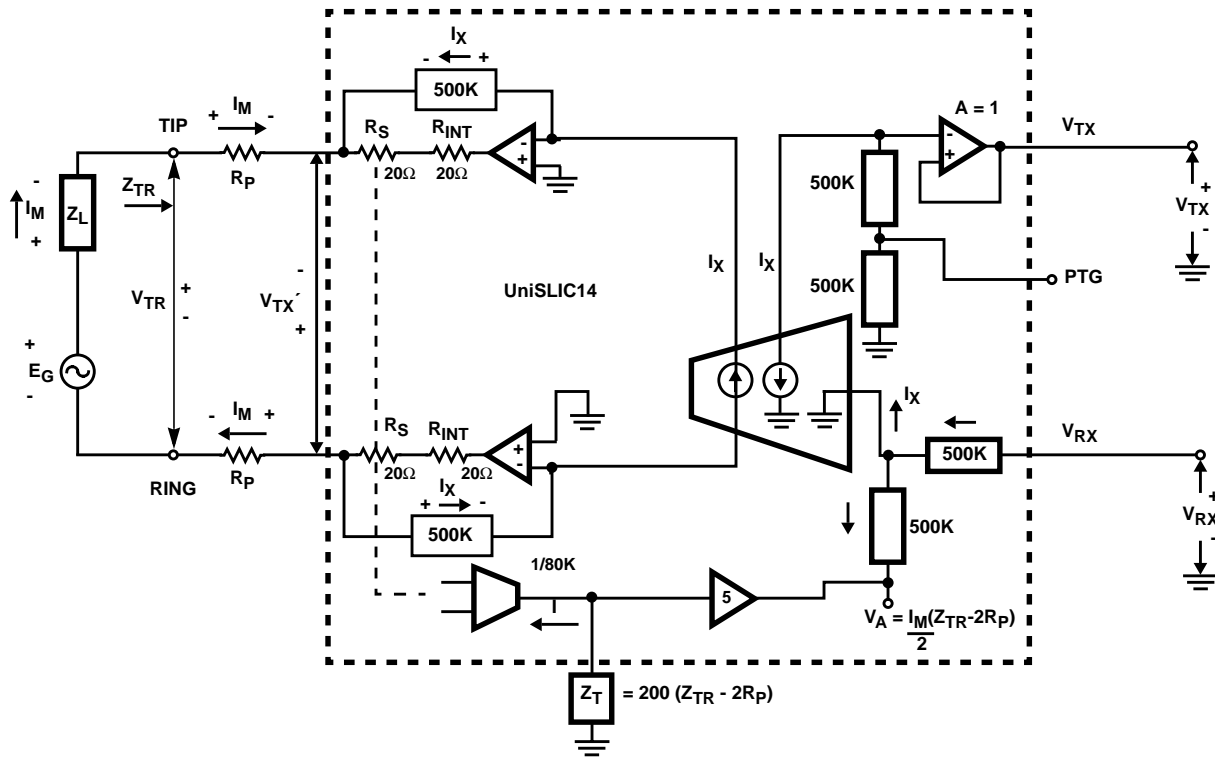 IX
- +
500K
A = 1
VTX
+ IM -
TIP
RP
RS
RINT
20Ω
20Ω
-
+
-
+
500K
+
VTX
-
ZTR
-
IM
+
ZL
IX
IX
PTG
500K
VTR
+
-
-
VTX´
+
UniSLIC14
+
EG
-
IX
VRX
500K
- IM +
RING
RP
RS
RINT
20Ω
20Ω
+
-
IX
+ -
500K
500K
+
VRX
-
1/80K
I
5
VA = IM(ZTR-2RP)
2
ZT = 200 (ZTR - 2RP)